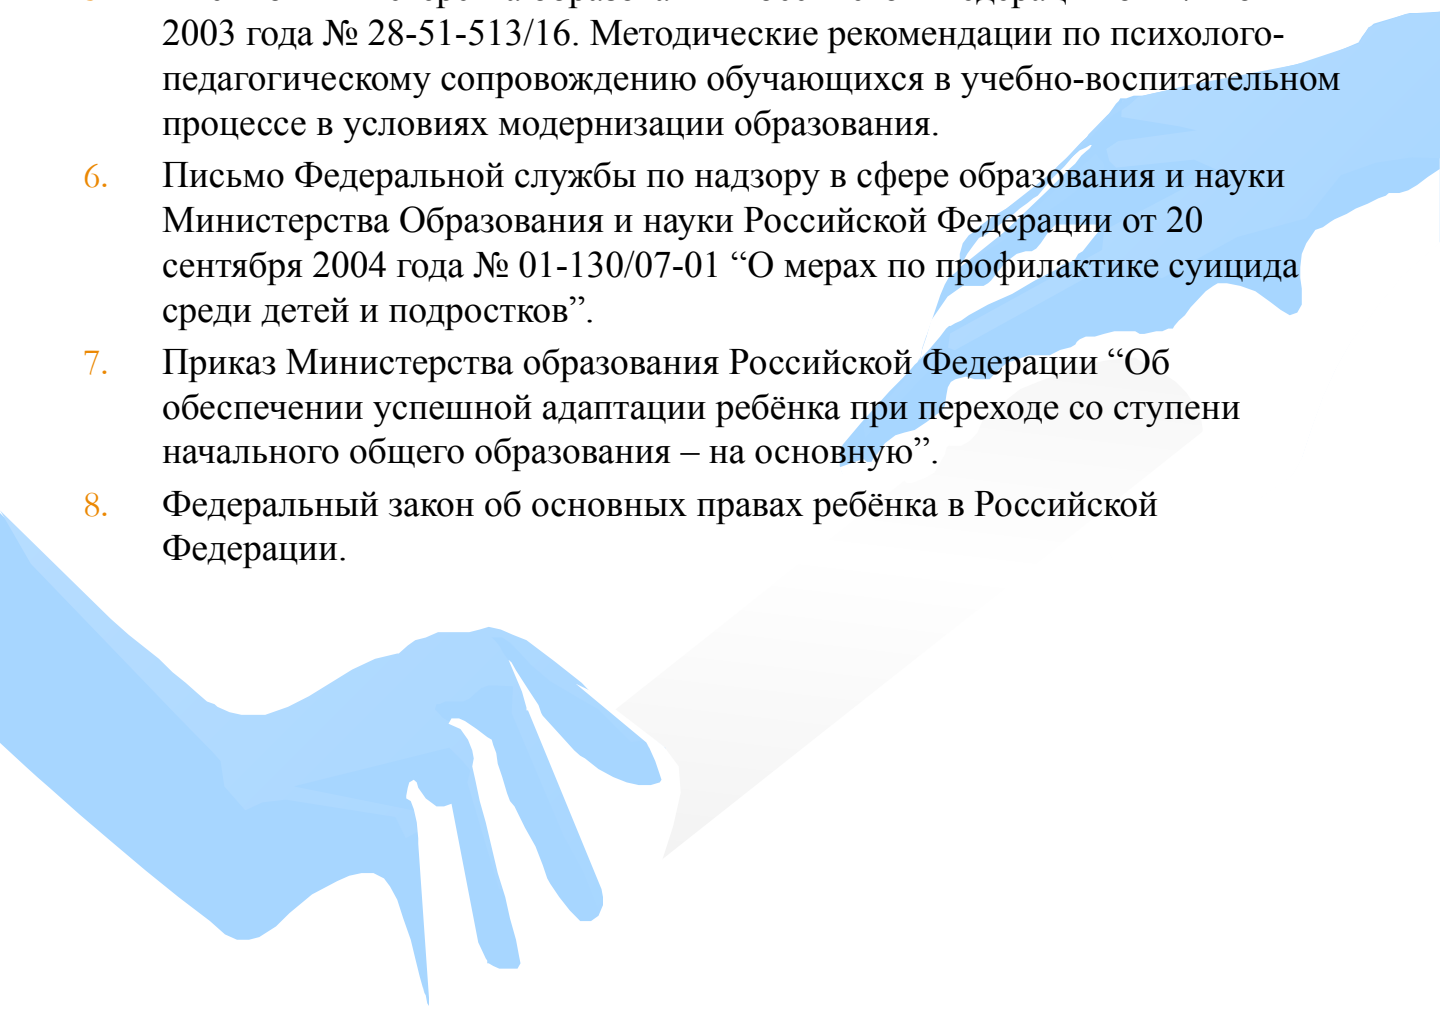 2003 года № 28-51-513/16. Методические рекомендации по психолого-
педагогическому сопровождению обучающихся в учебно-воспитательном
процессе в условиях модернизации образования.
6. Письмо Федеральной службы по надзору в сфере образования и науки
Министерства Образования и науки Российской Федерации от 20
сентября 2004 года № 01-130/07-01 “О мерах по профилактике суицида
среди детей и подростков”.
7. Приказ Министерства образования Российской Федерации “Об
обеспечении успешной адаптации ребёнка при переходе со ступени
начального общего образования – на основную”.
8. Федеральный закон об основных правах ребёнка в Российской
Федерации.